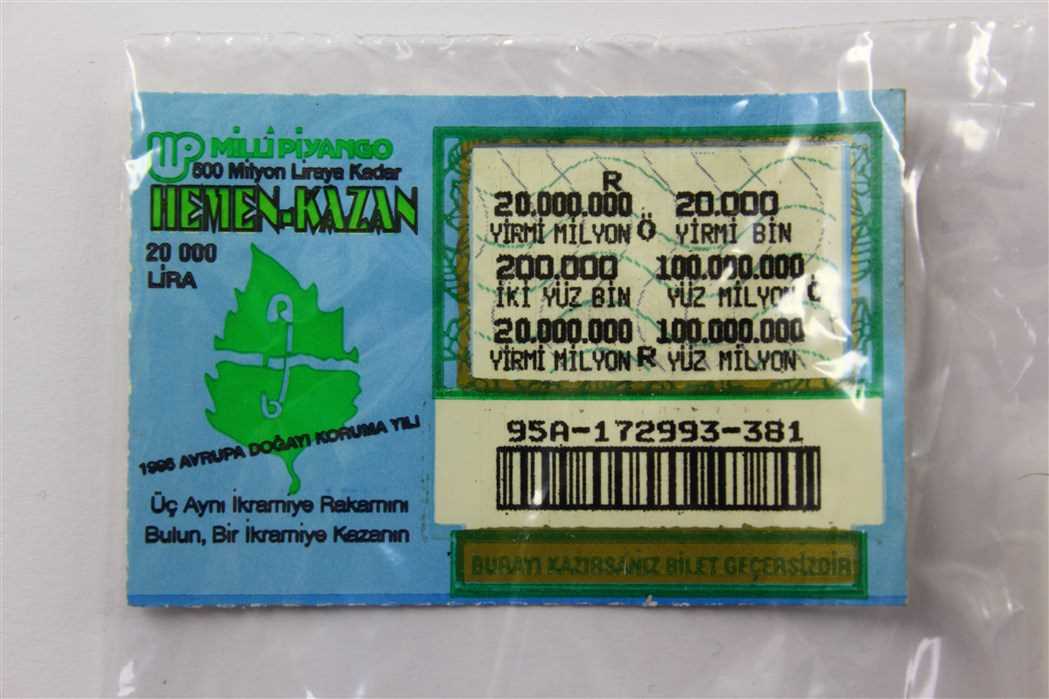 MİLLİ PİYANGO
500 Milyon Liraya Kadar
HEMEN-KAZAN
20 000
LİRA
1995 AVRUPA DOĞAYI KORUMA YILI
Üç Aynı İkramiye Rakamını
Bulun, Bir İkramiye Kazanın
R
20.000.000 20.000
YİRMİ MİLYON Ö YİRMİ BİN
200.000 100.000.000
İKİ YÜZ BİN YÜZ MİLYON
20.000.000 100.000.000
YİRMİ MİLYON R YÜZ MİLYON
95A-172993-381
BURAYI KAZIRSANIZ BİLET GEÇERSİZDİR